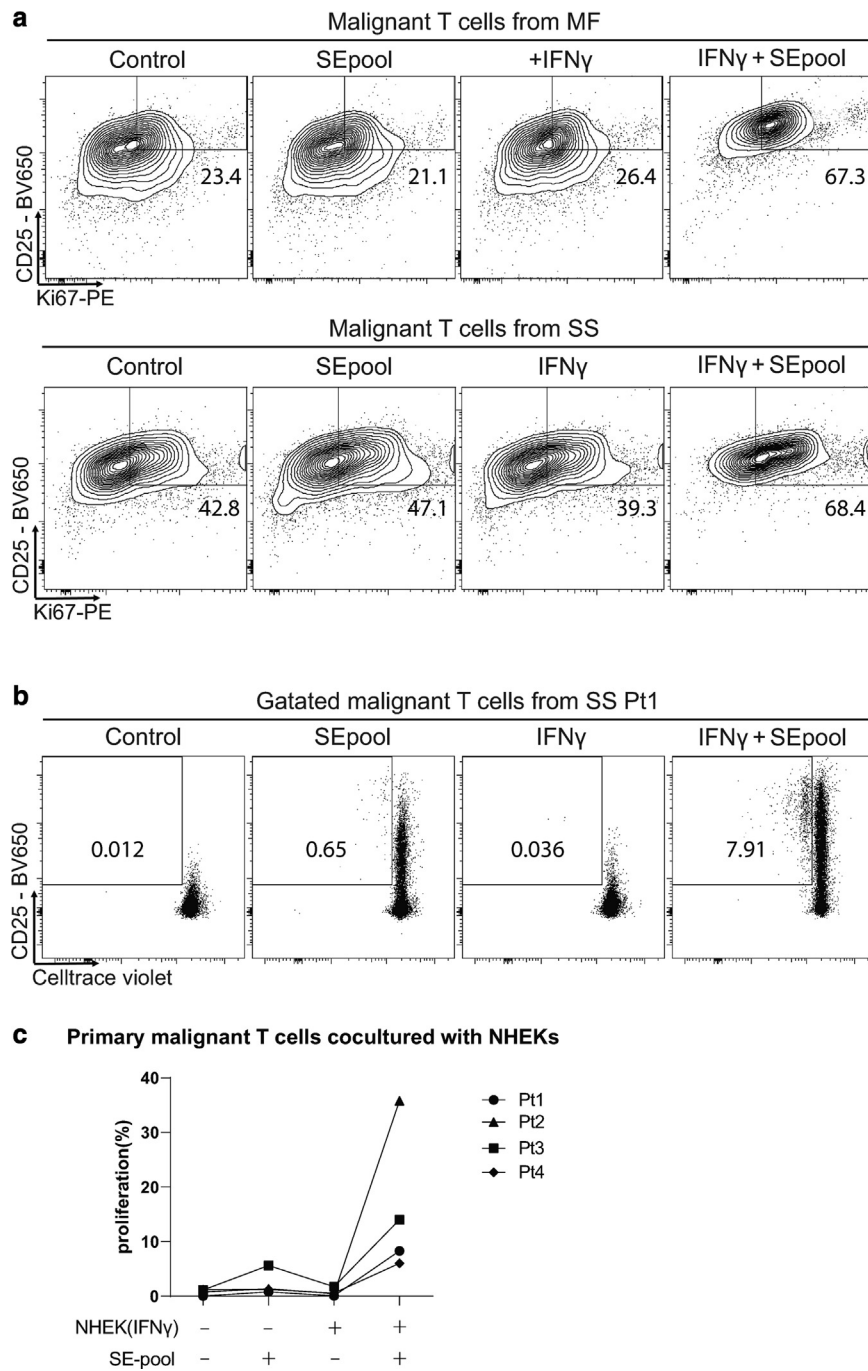 a
Malignant T cells from MF
Control SEpool +IFNγ IFNγ + SEpool
CD25 - BV650
23.4 21.1 26.4 67.3
Ki67-PE
Malignant T cells from SS
Control SEpool IFNγ IFNγ + SEpool
CD25 - BV650
42.8 47.1 39.3 68.4
Ki67-PE
b
Gatated malignant T cells from SS Pt1
Control SEpool IFNγ IFNγ + SEpool
CD25 - BV650
0.012 0.65 0.036 7.91
Celltrace violet
c Primary malignant T cells cocultured with NHEKs
proliferation(%)
40
30
20
10
0
Pt1
Pt2
Pt3
Pt4
NHEK(IFNγ) − − + +
SE-pool − + − +